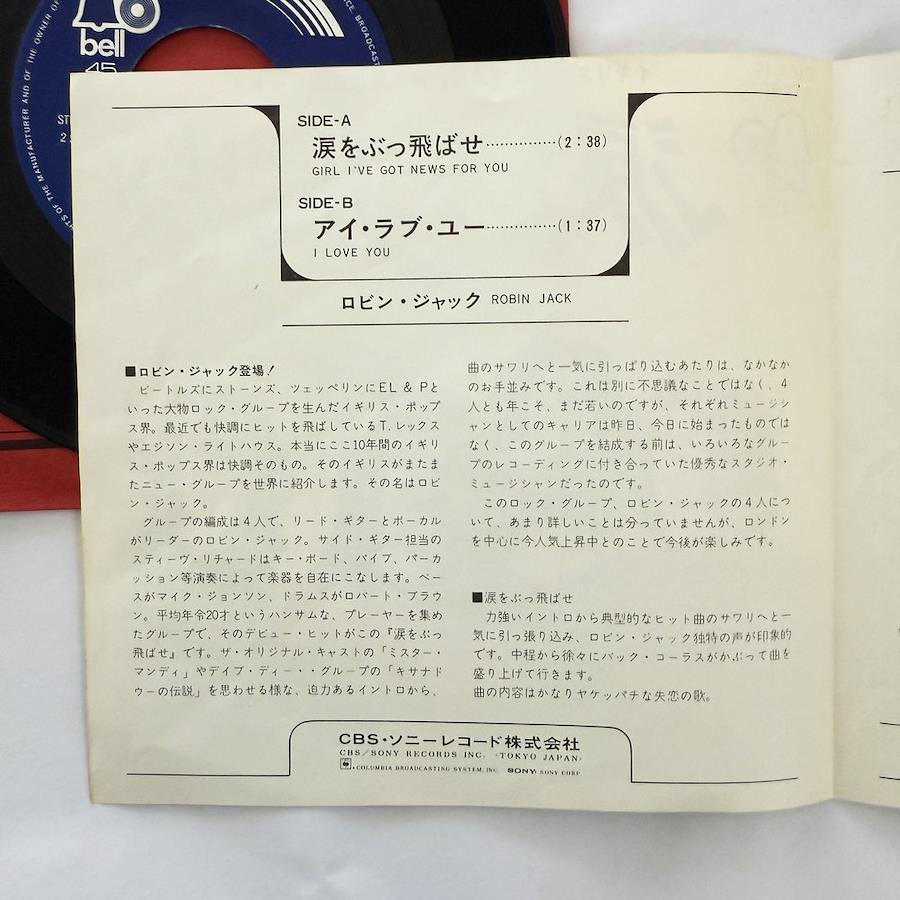 bell
45
SIDE-A
涙をぶっ飛ばせ……………(2：38)
GIRL I'VE GOT NEWS FOR YOU
SIDE-B
アイ・ラブ・ユー……………(1：37)
I LOVE YOU
ロビン・ジャック ROBIN JACK
■ロビン・ジャック登場！
ビートルズにストーンズ、ツェッペリンにEL＆Pと
いった大物ロック・グループを生んだイギリス・ポップ
ス界。最近でも快調にヒットを飛ばしているT.レックス
やエジソン・ライトハウス。本当にここ10年間のイギリ
ス・ポップス界は快調そのもの。そのイギリスがまたま
たニュー・グループを世界に紹介します。その名はロビ
ン・ジャック。
グループの編成は4人で、リード・ギターとボーカル
がリーダーのロビン・ジャック。サイド・ギター担当の
スティーヴ・リチャードはキー・ボード、パイプ、パーカ
ッション等演奏によって楽器を自在にこなします。ベー
スがマイク・ジョンソン、ドラムスがロバート・ブラウ
ン。平均年令20才というハンサムな、プレーヤーを集め
たグループで、そのデビュー・ヒットがこの『涙をぶっ
飛ばせ』です。ザ・オリジナル・キャストの「ミスター・
マンディ」やデイブ・ディー・・グループの「キサナド
ゥーの伝説」を思わせる様な、迫力あるイントロから、
曲のサワリへと一気に引っぱり込むあたりは、なかなか
のお手並みです。これは別に不思議なことではなく、4
人とも年こそ、まだ若いのですが、それぞれミュージシ
ャンとしてのキャリアは昨日、今日に始まったものでは
なく、このグループを結成する前は、いろいろなグルー
プのレコーディングに付き合っていた優秀なスタジオ・
ミュージシャンだったのです。
このロック・グループ、ロビン・ジャックの4人につ
いて、あまり詳しいことは分っていませんが、ロンドン
を中心に今人気上昇中とのことで今後が楽しみです。
■涙をぶっ飛ばせ
力強いイントロから典型的なヒット曲のサワリへと一
気に引っ張り込み、ロビン・ジャック独特の声が印象的
です。中程から徐々にバック・コーラスがかぶって曲を
盛り上げて行きます。
曲の内容はかなりヤケッパチな失恋の歌。
CBS・ソニーレコード株式会社
CBS/SONY RECORDS INC. 〈TOKYO JAPAN〉
COLUMBIA BROADCASTING SYSTEM, INC. SONY: SONY CORP